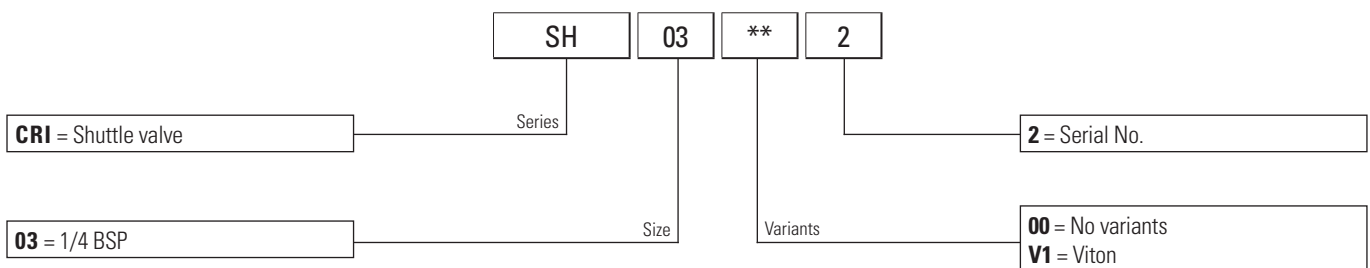 SH 03 ** 2
Series
CRI = Shuttle valve
2 = Serial No.
Size
Variants
03 = 1/4 BSP
00 = No variants
V1 = Viton